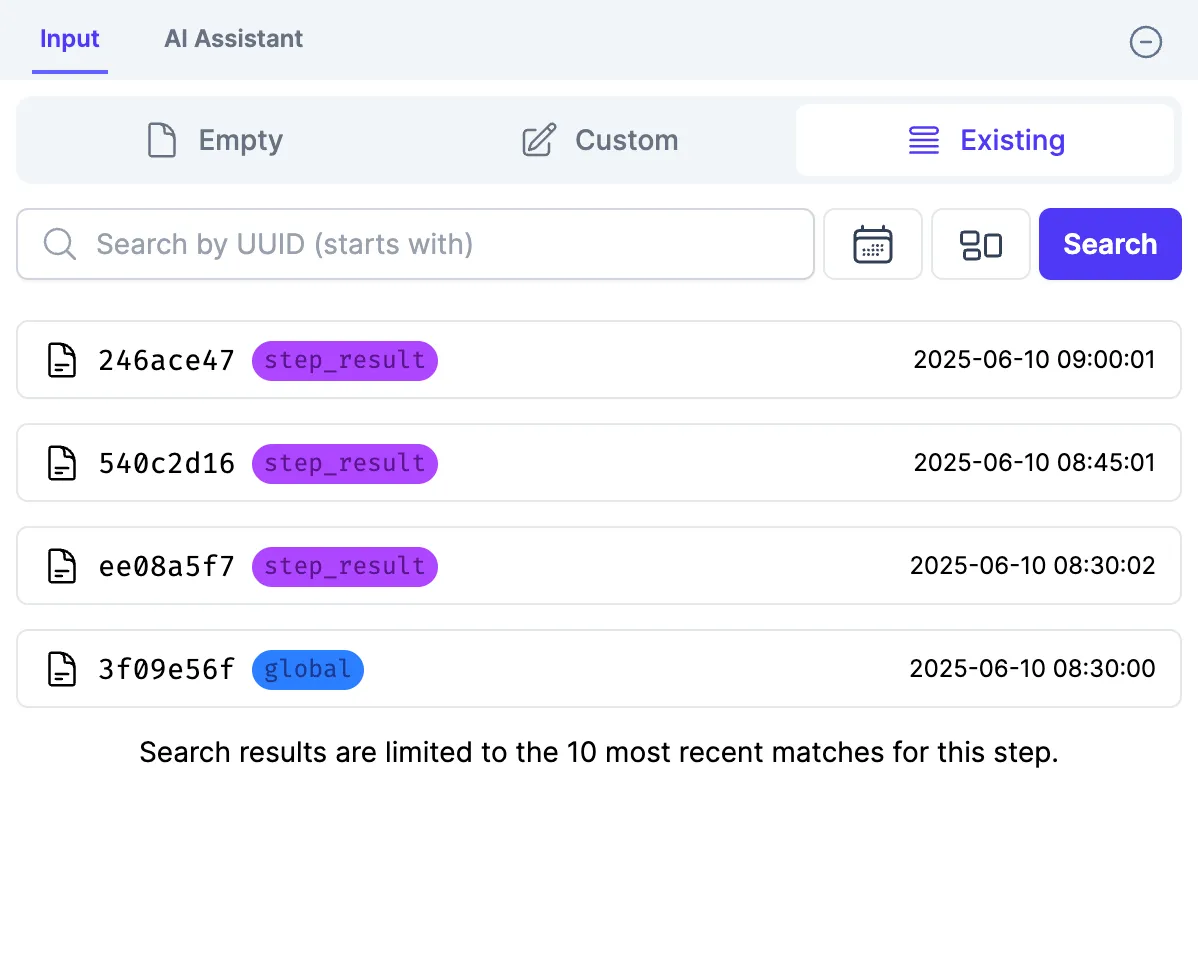 Input AI Assistant
Empty Custom Existing
Search by UUID (starts with) Search
246ace47 step_result 2025-06-10 09:00:01
540c2d16 step_result 2025-06-10 08:45:01
ee08a5f7 step_result 2025-06-10 08:30:02
3f09e56f global 2025-06-10 08:30:00
Search results are limited to the 10 most recent matches for this step.